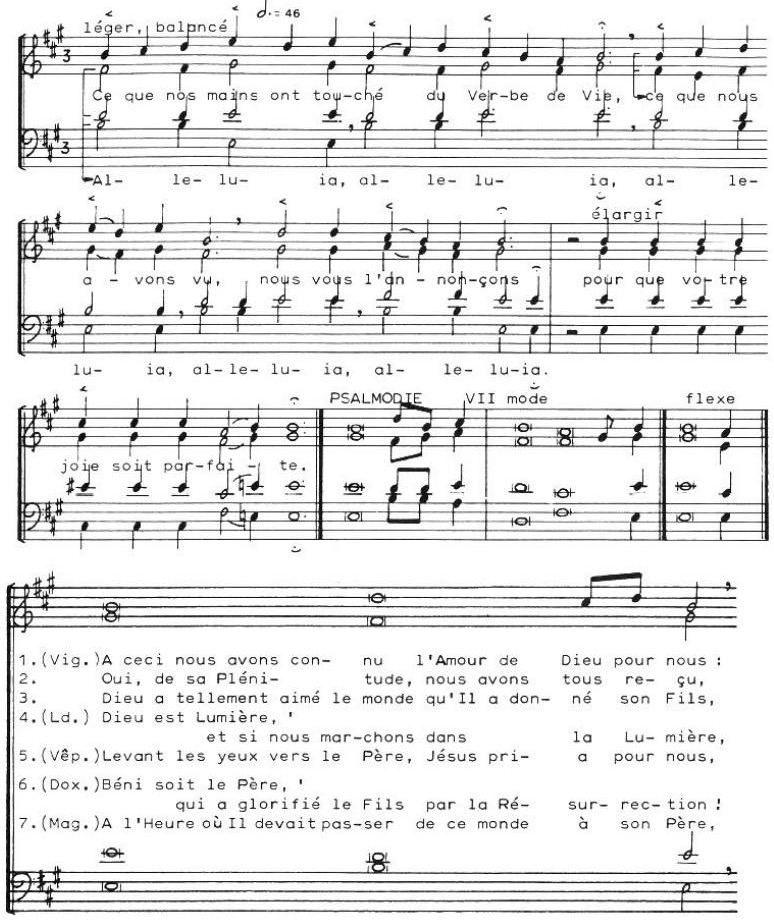 léger, balancé ♩. = 46
Ce que nos mains ont tou-ché du Ver-be de Vie, ce que nous
Al- le- lu- ia, al- le- lu- ia, al- le-
élargir
a - vons vu, nous vous l'an-non-çons pour que vo-tre
lu- ia, al-le-lu-ia, al- le-lu-ia.
PSALMODIE VII mode flexe
joie soit par-fai - te.
1.(Vig.)A ceci nous avons con- nu l'Amour de Dieu pour nous :
2. Oui, de sa Pléni- tude, nous avons tous re- çu,
3. Dieu a tellement aimé le monde qu'Il a don- né son Fils,
4.(Ld.) Dieu est Lumière, '
et si nous mar-chons dans la Lu- mière,
5.(Vêp.)Levant les yeux vers le Père, Jésus pri- a pour nous,
6.(Dox.)Béni soit le Père, '
qui a glorifié le Fils par la Ré- sur- rec- tion !
7.(Mag.)A l'Heure où Il devait pas-ser de ce monde à son Père,